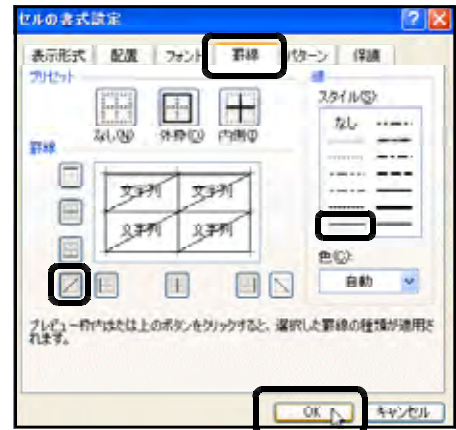 セルの書式設定
表示形式 配置 フォント 罫線 パターン 保護
プリセット
なし(N) 外枠(O) 内側(I)
罫線
文字列 文字列
文字列 文字列
線
スタイル(S):
なし
色(C):
自動
プレビュー枠内または上のボタンをクリックすると、選択した罫線の種類が適用さ
れます。
OK キャンセル